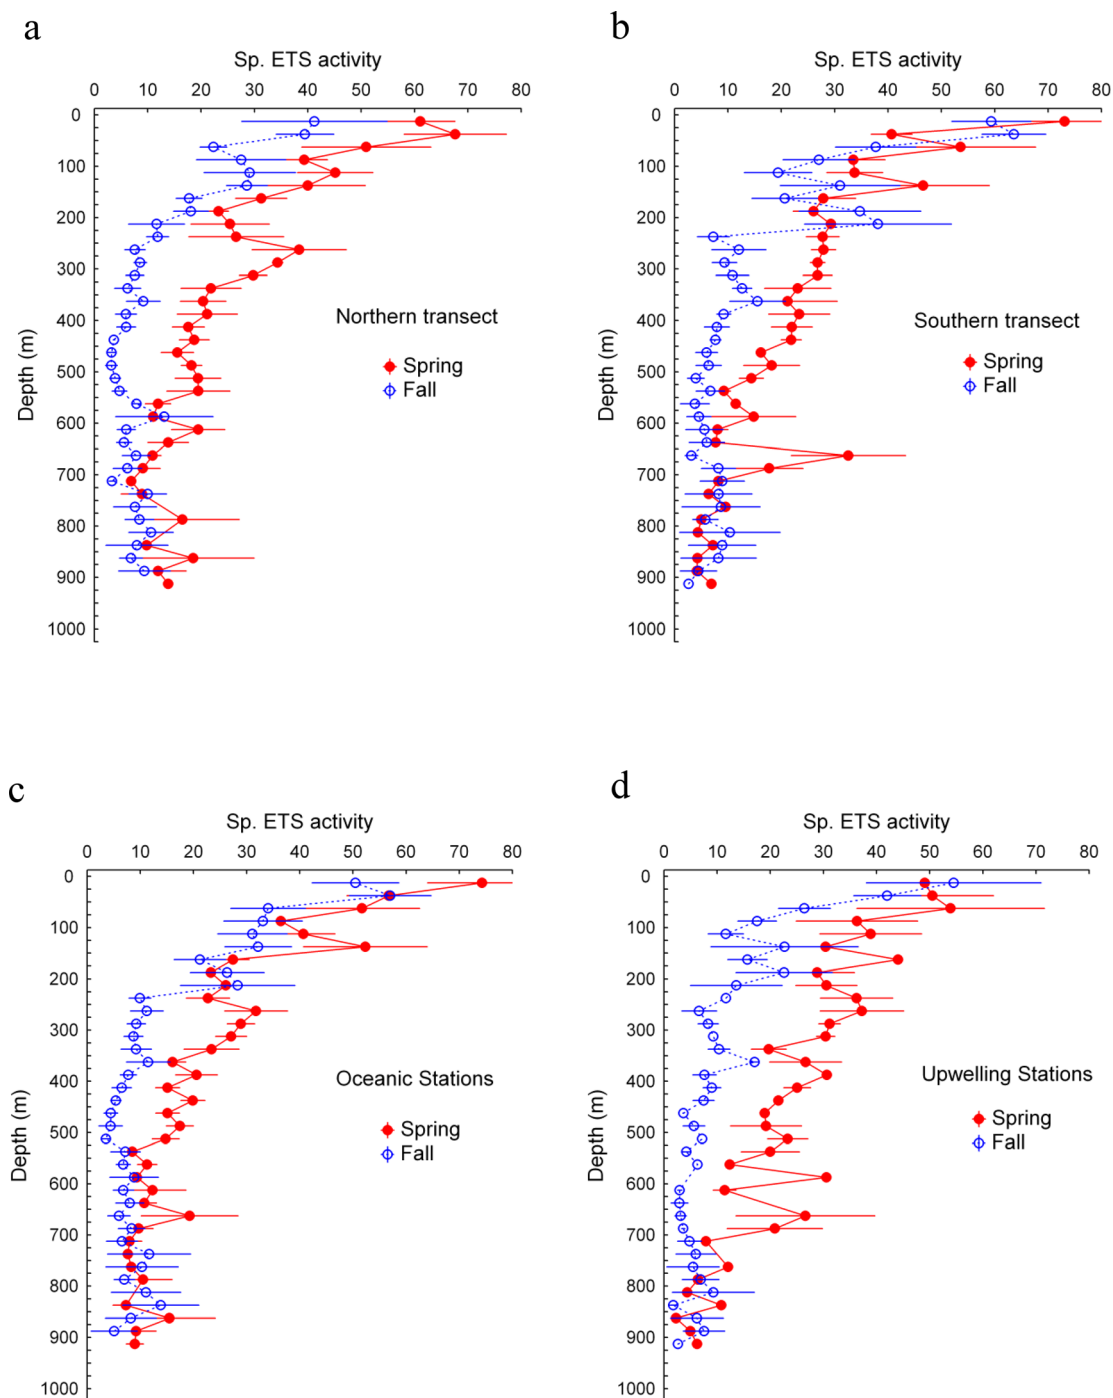 a
Sp. ETS activity
0 10 20 30 40 50 60 70 80
0
100
200
300
400
500
600
700
800
900
1000
Depth (m)
Northern transect
Spring
Fall
b
Sp. ETS activity
0 10 20 30 40 50 60 70 80
0
100
200
300
400
500
600
700
800
900
1000
Depth (m)
Southern transect
Spring
Fall
c
Sp. ETS activity
0 10 20 30 40 50 60 70 80
0
100
200
300
400
500
600
700
800
900
1000
Depth (m)
Oceanic Stations
Spring
Fall
d
Sp. ETS activity
0 10 20 30 40 50 60 70 80
0
100
200
300
400
500
600
700
800
900
1000
Depth (m)
Upwelling Stations
Spring
Fall